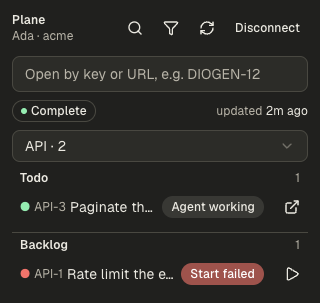 Plane
Ada · acme
Disconnect
Open by key or URL, e.g. DIOGEN-12
Complete
updated 2m ago
API · 2
Todo 1
API-3 Paginate th... Agent working
Backlog 1
API-1 Rate limit the e... Start failed